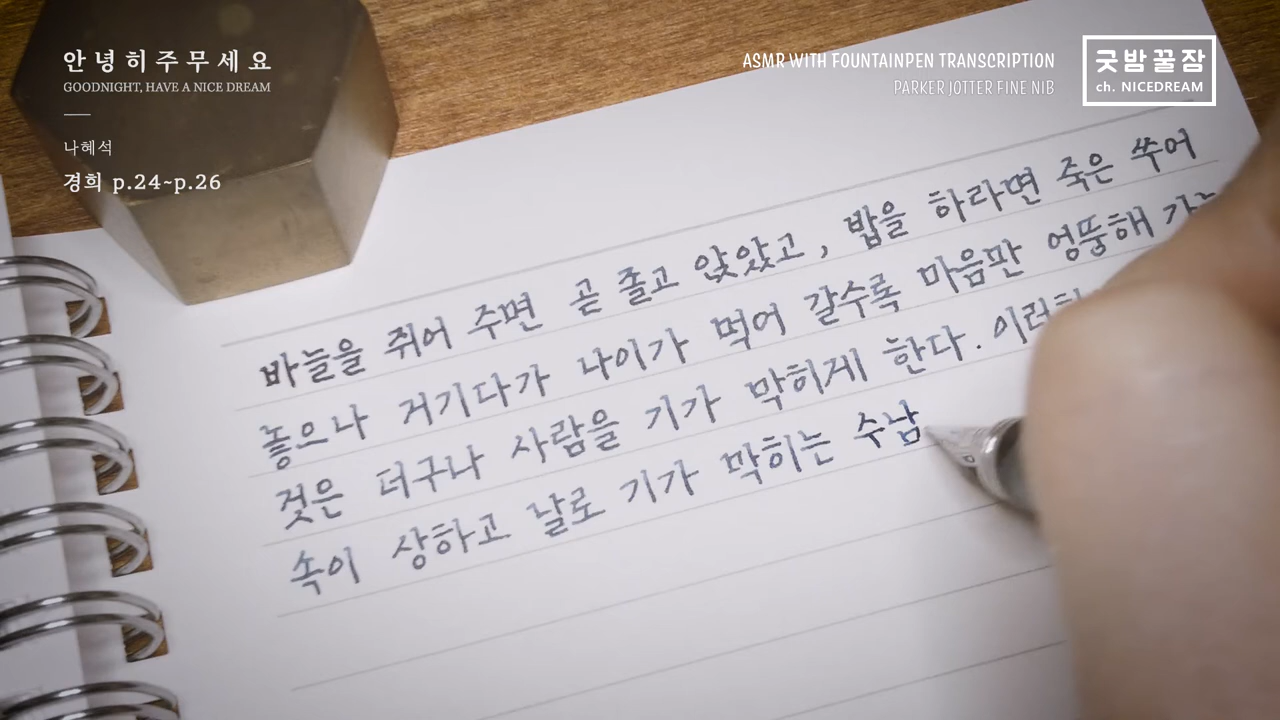 안녕히주무세요
GOODNIGHT, HAVE A NICE DREAM
나혜석
경희 p.24~p.26
ASMR WITH FOUNTAINPEN TRANSCRIPTION
PARKER JOTTER FINE NIB
굿밤꿀잠
ch. NICEDREAM
바늘을 쥐어 주면 곧 졸고 앉았고, 밥을 하라면 죽은 쑤어
놓으나 거기다가 나이가 먹어 갈수록 마음만 엉뚱해 가는
것은 더구나 사람을 기가 막히게 한다. 이러하
속이 상하고 날로 기가 막히는 수남